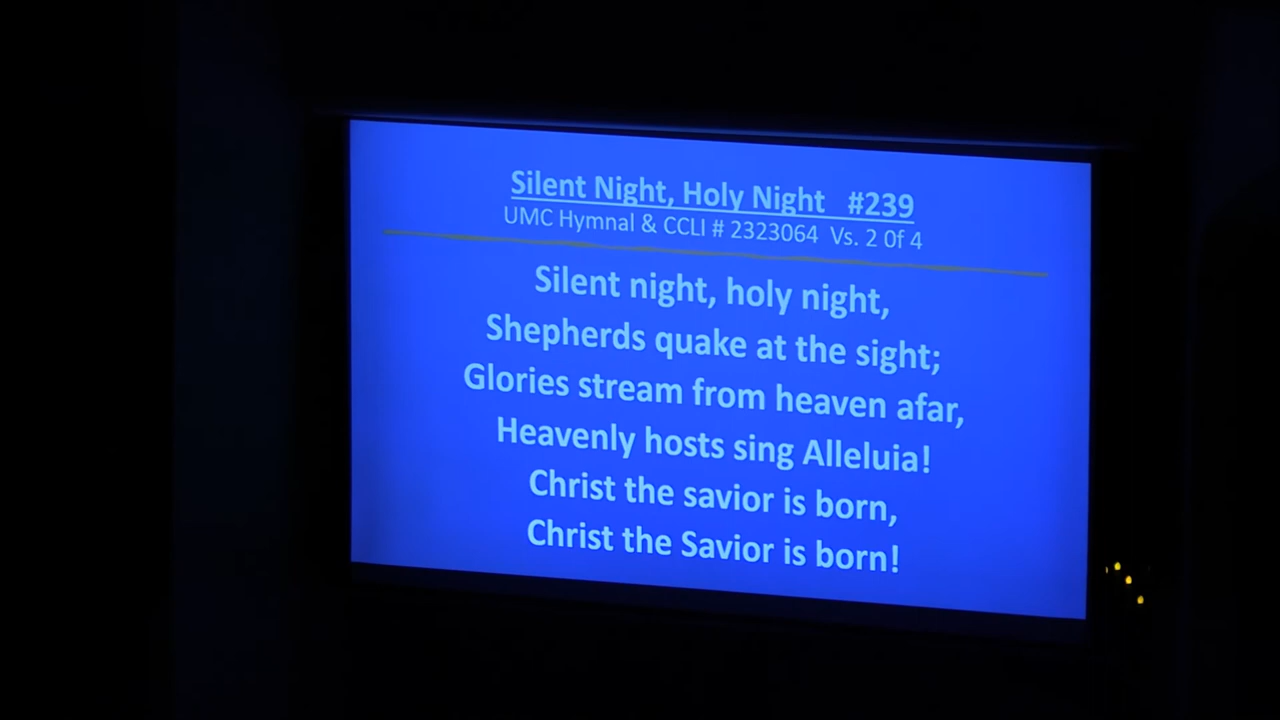 Silent Night, Holy Night #239
UMC Hymnal & CCLI # 2323064 Vs. 2 0f 4
Silent night, holy night,
Shepherds quake at the sight;
Glories stream from heaven afar,
Heavenly hosts sing Alleluia!
Christ the savior is born,
Christ the Savior is born!